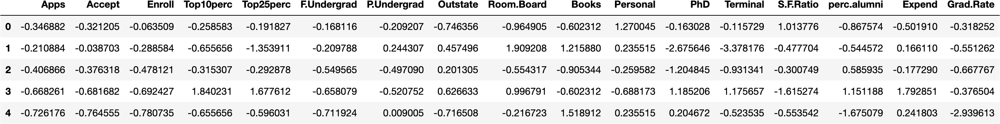 Apps Accept Enroll Top10perc Top25perc F.Undergrad P.Undergrad Outstate Room.Board Books Personal PhD Terminal S.F.Ratio perc.alumni Expend Grad.Rate
0 -0.346882 -0.321205 -0.063509 -0.258583 -0.191827 -0.168116 -0.209207 -0.746356 -0.964905 -0.602312 1.270045 -0.163028 -0.115729 1.013776 -0.867574 -0.501910 -0.318252
1 -0.210884 -0.038703 -0.288584 -0.655656 -1.353911 -0.209788 0.244307 0.457496 1.909208 1.215880 0.235515 -2.675646 -3.378176 -0.477704 -0.544572 0.166110 -0.551262
2 -0.406866 -0.376318 -0.478121 -0.315307 -0.292878 -0.549565 -0.497090 0.201305 -0.554317 -0.905344 -0.259582 -1.204845 -0.931341 -0.300749 0.585935 -0.177290 -0.667767
3 -0.668261 -0.681682 -0.692427 1.840231 1.677612 -0.658079 -0.520752 0.626633 0.996791 -0.602312 -0.688173 1.185206 1.175657 -1.615274 1.151188 1.792851 -0.376504
4 -0.726176 -0.764555 -0.780735 -0.655656 -0.596031 -0.711924 0.009005 -0.716508 -0.216723 1.518912 0.235515 0.204672 -0.523535 -0.553542 -1.675079 0.241803 -2.939613